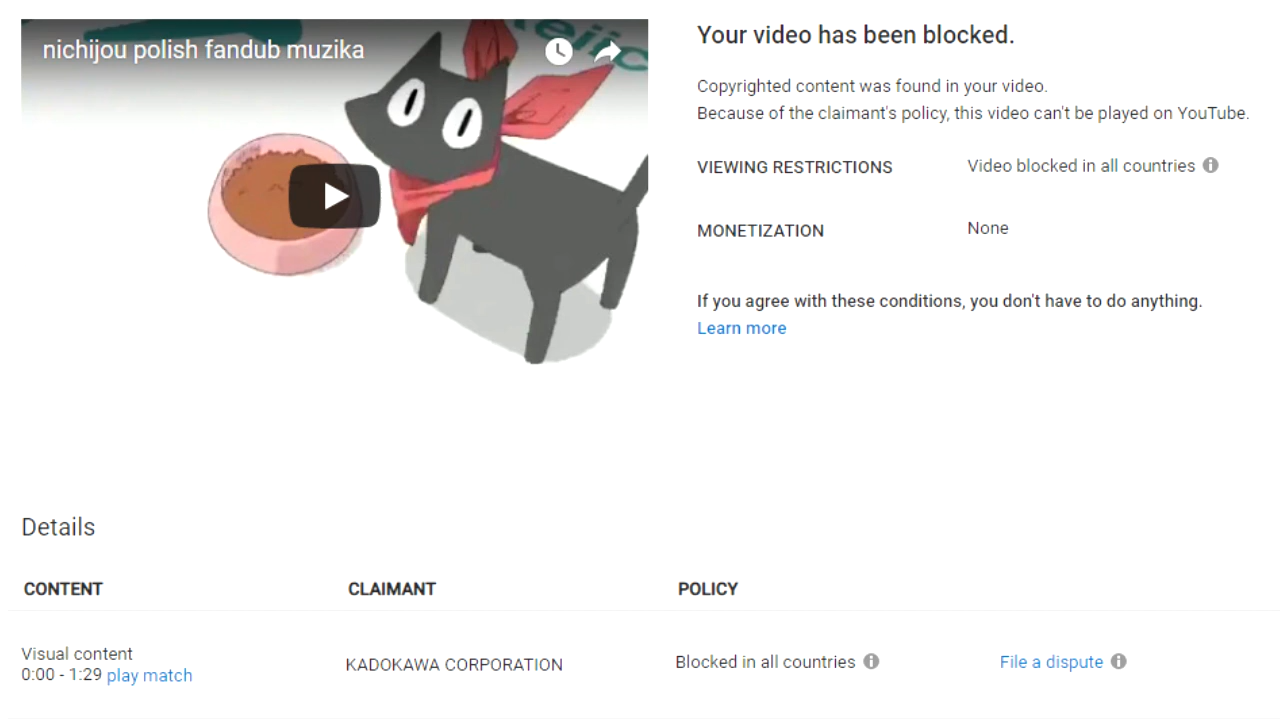 nichijou polish fandub muzika
Your video has been blocked.
Copyrighted content was found in your video.
Because of the claimant's policy, this video can't be played on YouTube.
VIEWING RESTRICTIONS Video blocked in all countries
MONETIZATION None
If you agree with these conditions, you don't have to do anything.
Learn more
Details
CONTENT CLAIMANT POLICY
Visual content
0:00 - 1:29 play match KADOKAWA CORPORATION Blocked in all countries File a dispute